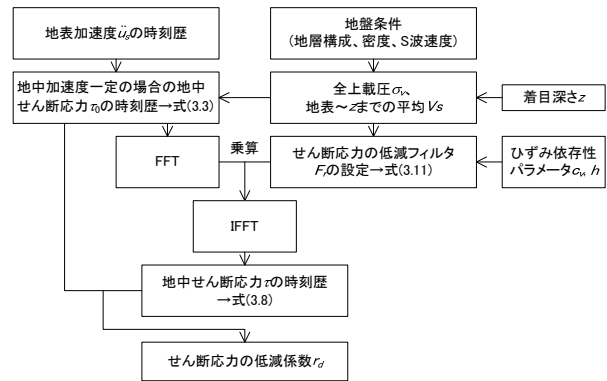 地表加速度üsの時刻歴
地盤条件
(地層構成、密度、S波速度)
地中加速度一定の場合の地中
せん断応力τ0の時刻歴→式(3.3)
全上載圧σv、
地表~zまでの平均Vs
着目深さz
FFT
乗算
せん断応力の低減フィルタ
Frの設定→式(3.11)
ひずみ依存性
パラメータcv, h
IFFT
地中せん断応力τの時刻歴
→式(3.8)
せん断応力の低減係数rd